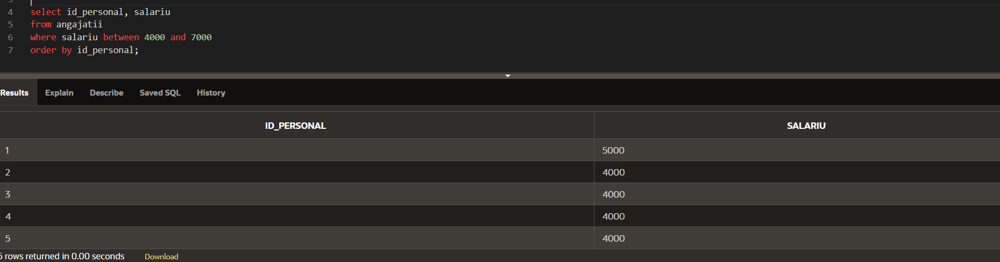 4 select id_personal, salariu
5 from angajatii
6 where salariu between 4000 and 7000
7 order by id_personal;
Results Explain Describe Saved SQL History
ID_PERSONAL SALARIU
1 5000
2 4000
3 4000
4 4000
5 4000
5 rows returned in 0.00 seconds Download